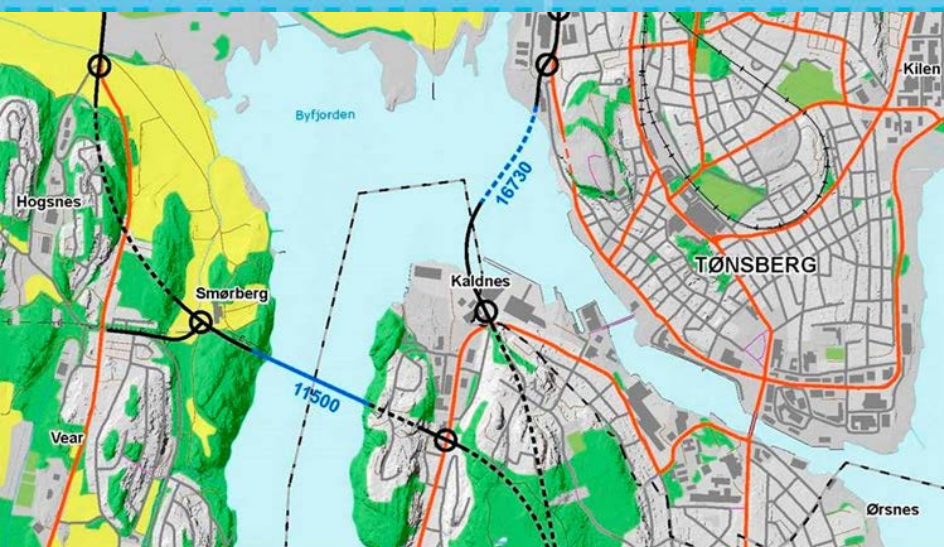 Kilen
Byfjorden
16730
Hogsnes
TØNSBERG
Kaldnes
Smørberg
11500
Vear
Ørsnes